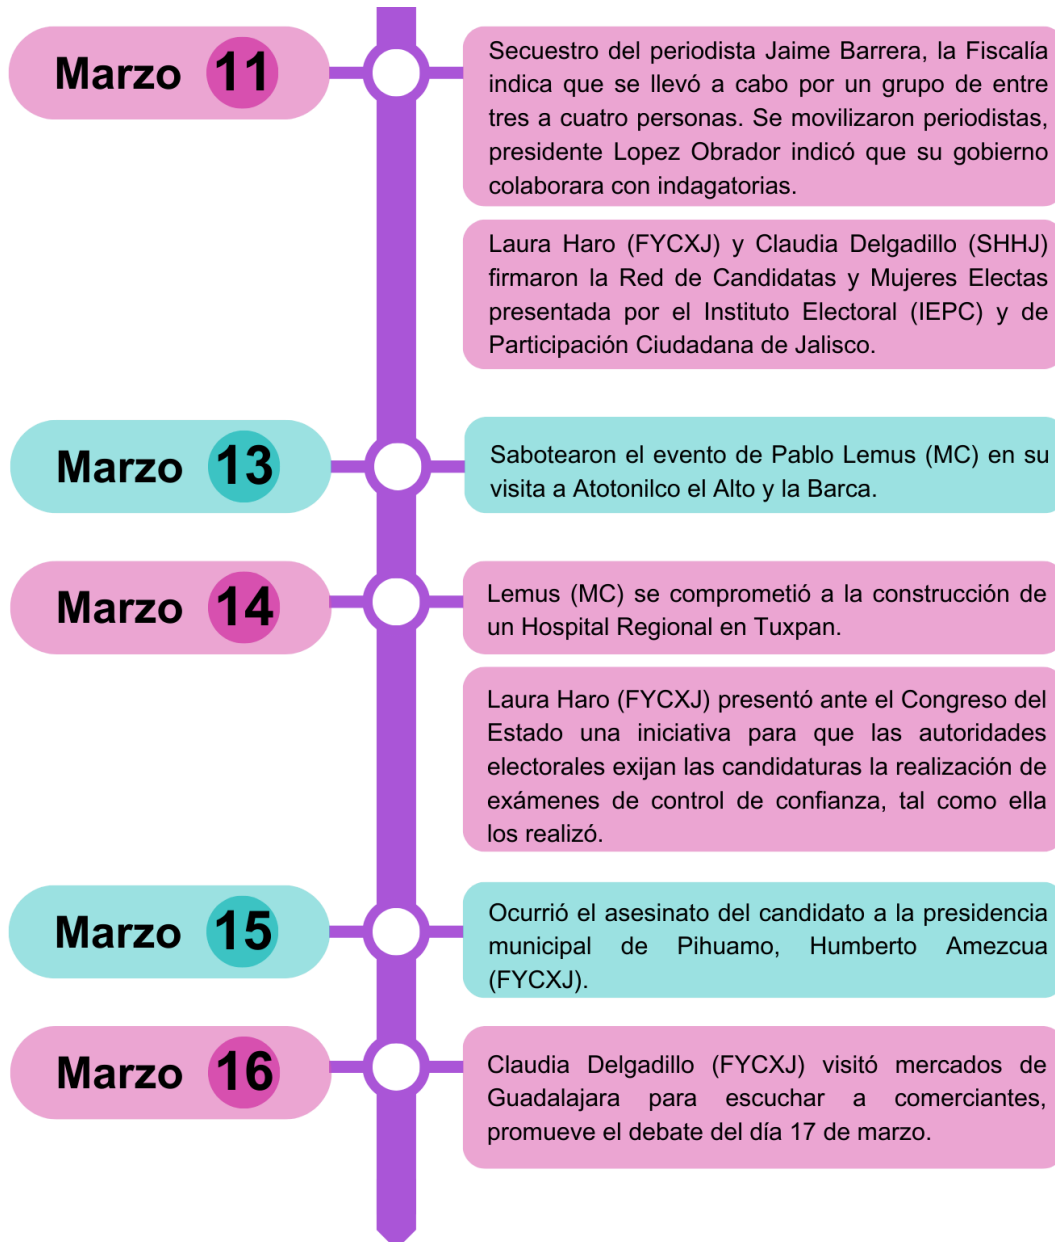 Marzo 11
Secuestro del periodista Jaime Barrera, la Fiscalía
indica que se llevó a cabo por un grupo de entre
tres a cuatro personas. Se movilizaron periodistas,
presidente Lopez Obrador indicó que su gobierno
colaborara con indagatorias.
Laura Haro (FYCXJ) y Claudia Delgadillo (SHHJ)
firmaron la Red de Candidatas y Mujeres Electas
presentada por el Instituto Electoral (IEPC) y de
Participación Ciudadana de Jalisco.
Marzo 13
Sabotearon el evento de Pablo Lemus (MC) en su
visita a Atotonilco el Alto y la Barca.
Marzo 14
Lemus (MC) se comprometió a la construcción de
un Hospital Regional en Tuxpan.
Laura Haro (FYCXJ) presentó ante el Congreso del
Estado una iniciativa para que las autoridades
electorales exijan las candidaturas la realización de
exámenes de control de confianza, tal como ella
los realizó.
Marzo 15
Ocurrió el asesinato del candidato a la presidencia
municipal de Pihuamo, Humberto Amezcua
(FYCXJ).
Marzo 16
Claudia Delgadillo (FYCXJ) visitó mercados de
Guadalajara para escuchar a comerciantes,
promueve el debate del día 17 de marzo.